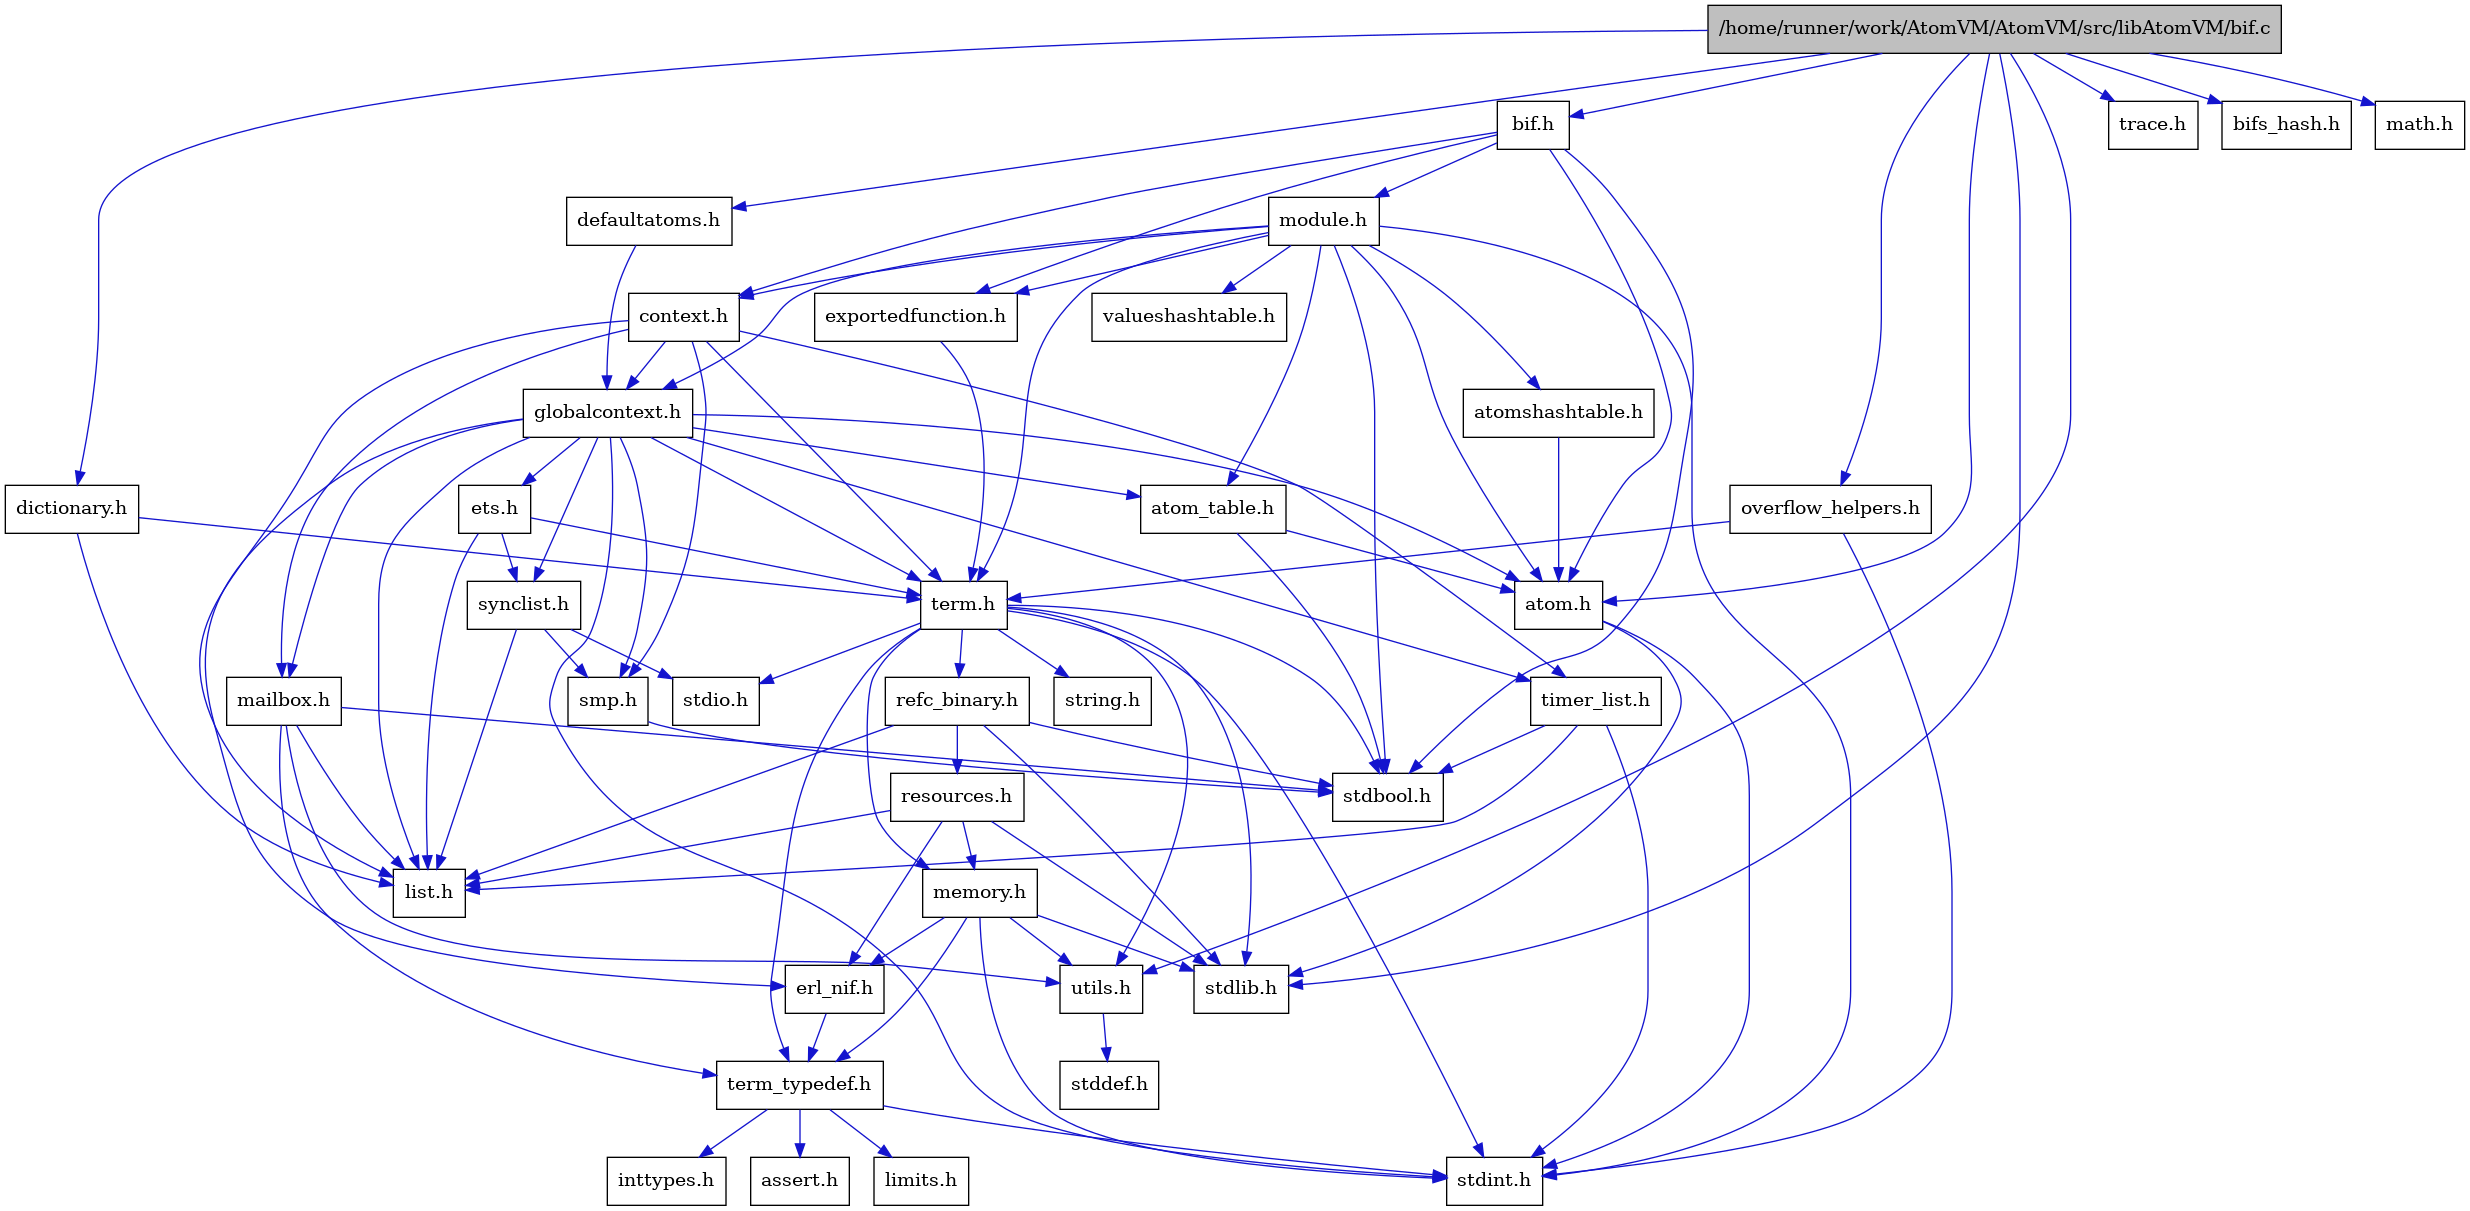 /home/runner/work/AtomVM/AtomVM/src/libAtomVM/bif.c
bif.h
trace.h
bifs_hash.h
math.h
defaultatoms.h
module.h
context.h
exportedfunction.h
valueshashtable.h
globalcontext.h
atomshashtable.h
dictionary.h
ets.h
atom_table.h
overflow_helpers.h
synclist.h
term.h
atom.h
mailbox.h
smp.h
stdio.h
refc_binary.h
string.h
timer_list.h
resources.h
stdbool.h
list.h
memory.h
erl_nif.h
utils.h
stdlib.h
term_typedef.h
stddef.h
inttypes.h
assert.h
limits.h
stdint.h